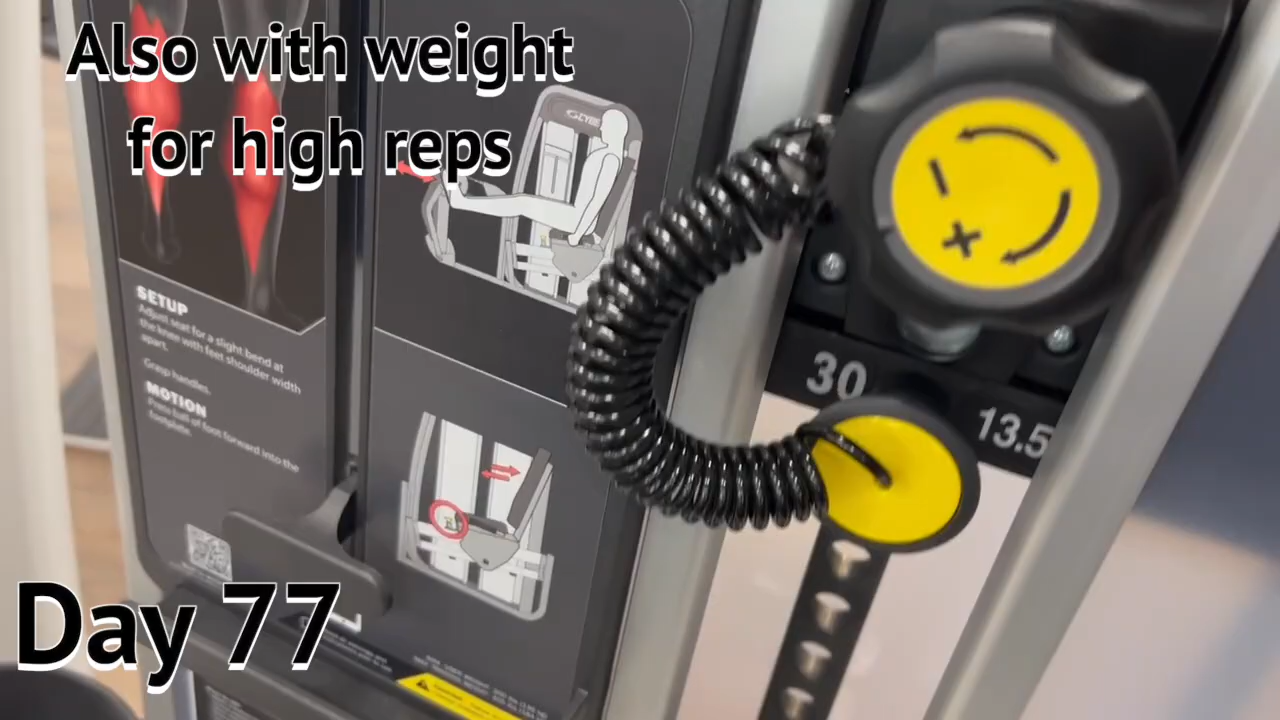 Also with weight
for high reps
SETUP
Adjust seat for a slight bend at
the knee with feet shoulder width
apart.
Grasp handles.
MOTION
Press ball of foot forward into the
footplate.
30
13.5
Day 77